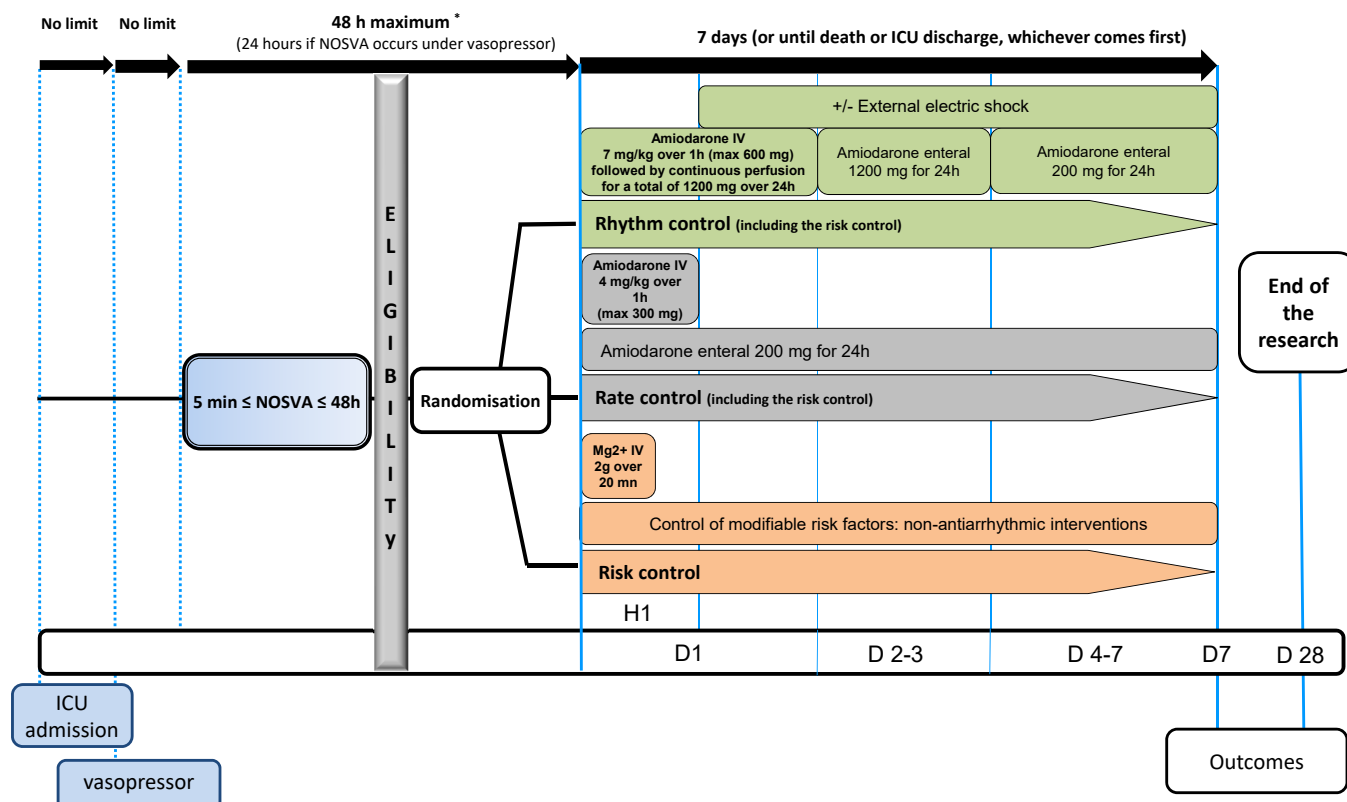 No limit
No limit
48 h maximum *
(24 hours if NOSVA occurs under vasopressor)
7 days (or until death or ICU discharge, whichever comes first)
+/- External electric shock
Amiodarone IV
7 mg/kg over 1h (max 600 mg)
followed by continuous perfusion
for a total of 1200 mg over 24h
Amiodarone enteral
1200 mg for 24h
Amiodarone enteral
200 mg for 24h
Rhythm control (including the risk control)
Amiodarone IV
4 mg/kg over
1h
(max 300 mg)
Amiodarone enteral 200 mg for 24h
Rate control (including the risk control)
5 min ≤ NOSVA ≤ 48h
E
L
I
G
I
B
I
L
I
T
y
Randomisation
Mg2+ IV
2g over
20 mn
Control of modifiable risk factors: non-antiarrhythmic interventions
Risk control
End of
the
research
H1
D1
D 2-3
D 4-7
D7
D 28
ICU
admission
vasopressor
Outcomes